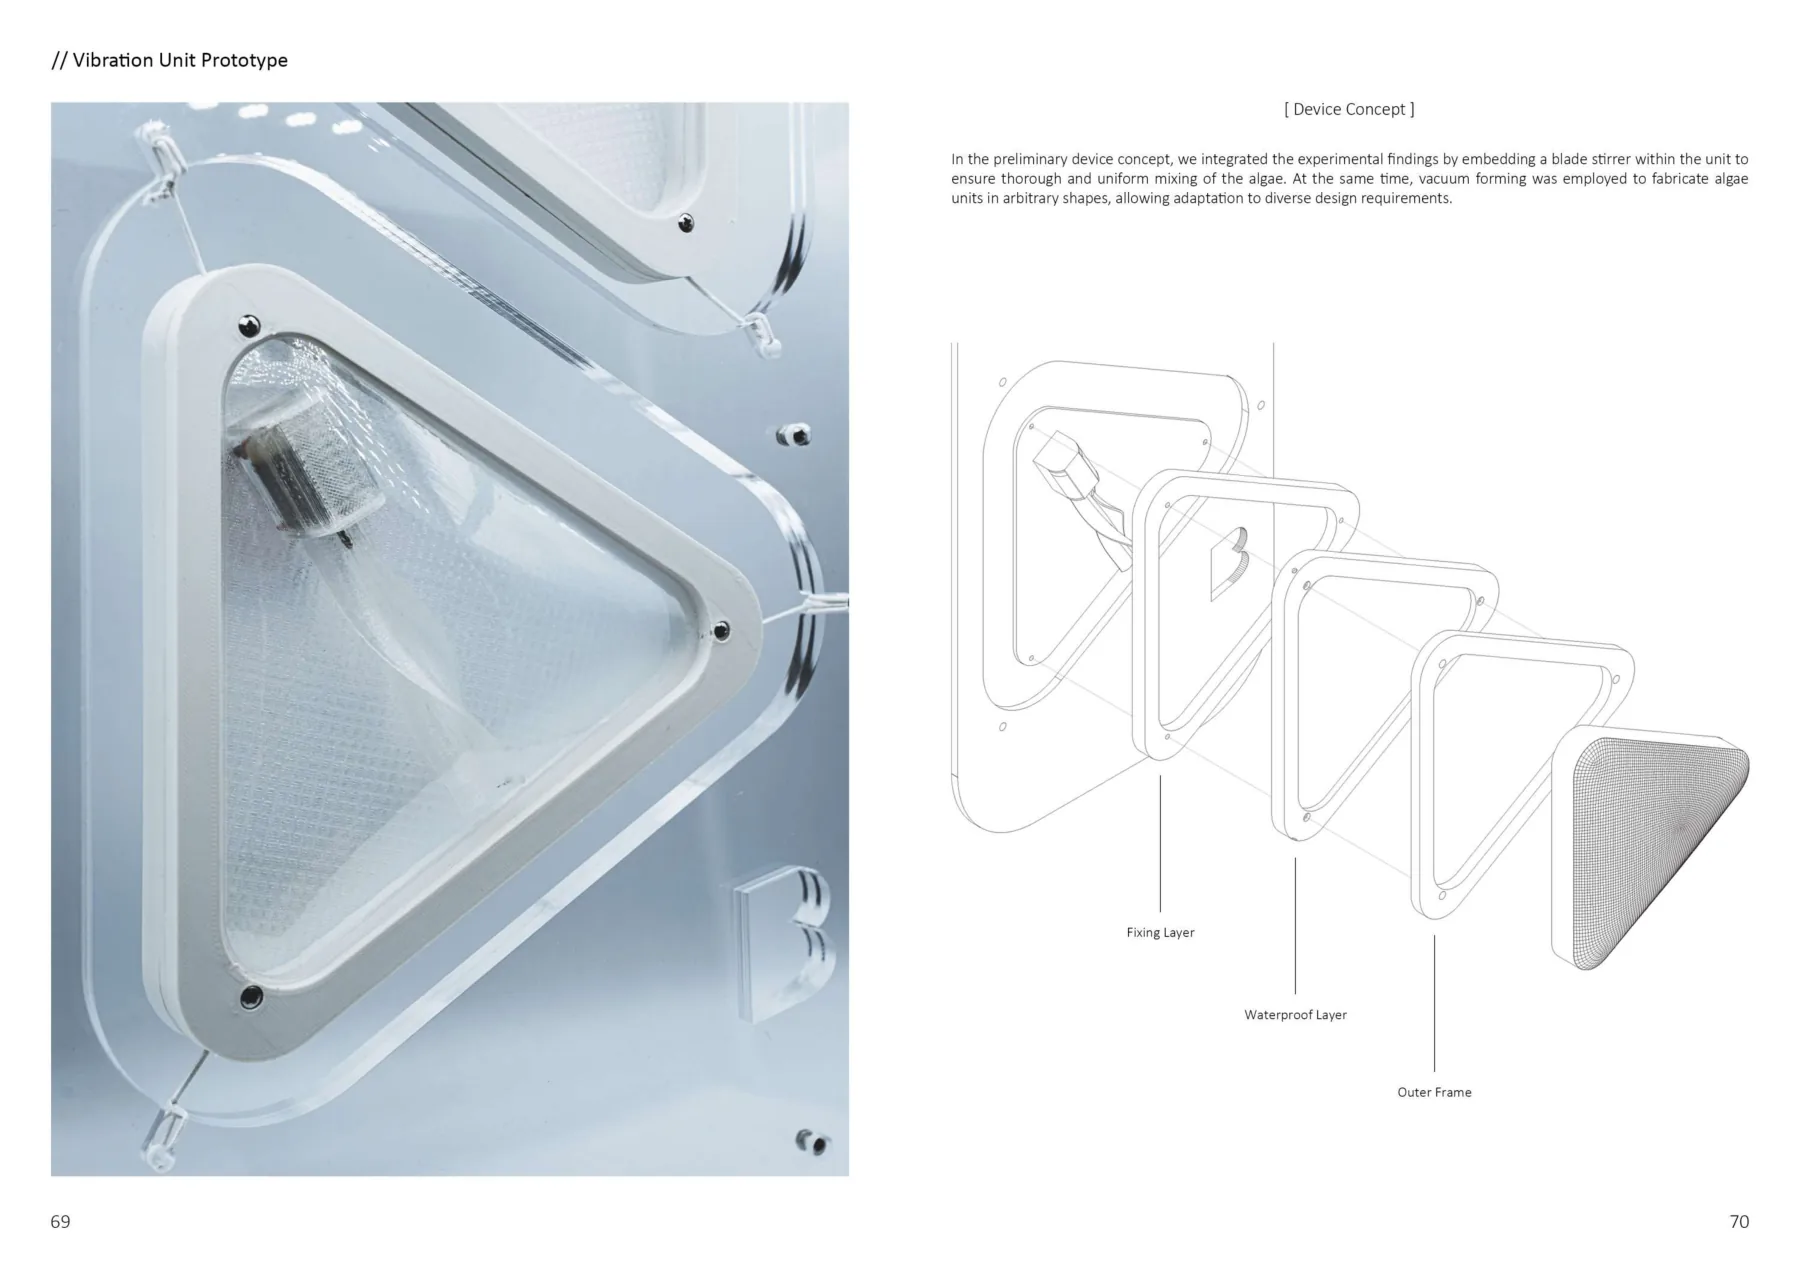 // Vibration Unit Prototype
[ Device Concept ]
In the preliminary device concept, we integrated the experimental findings by embedding a blade stirrer within the unit to
ensure thorough and uniform mixing of the algae. At the same time, vacuum forming was employed to fabricate algae
units in arbitrary shapes, allowing adaptation to diverse design requirements.
B
B
Fixing Layer
Waterproof Layer
Outer Frame
69
70